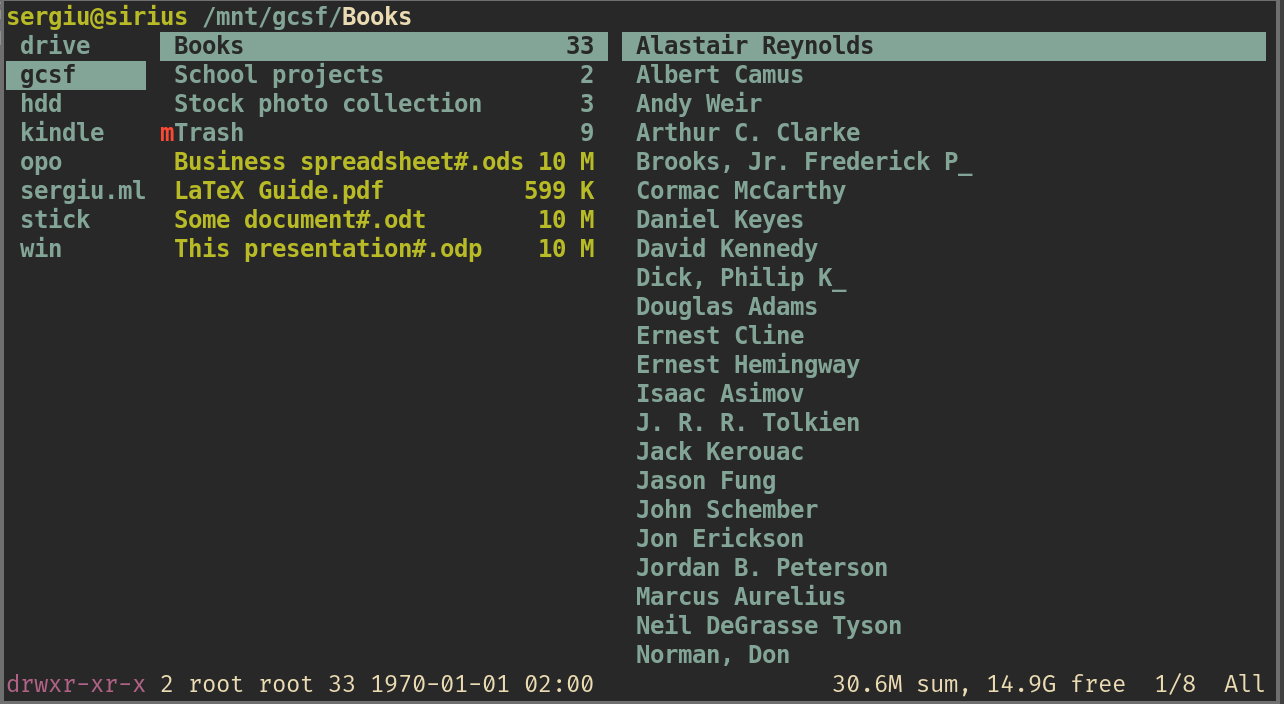 sergiu@sirius /mnt/gcsf/Books
drive
gcsf
hdd
kindle
opo
sergiu.ml
stick
win
Books 33
School projects 2
Stock photo collection 3
mTrash 9
Business spreadsheet#.ods 10 M
LaTeX Guide.pdf 599 K
Some document#.odt 10 M
This presentation#.odp 10 M
Alastair Reynolds
Albert Camus
Andy Weir
Arthur C. Clarke
Brooks, Jr. Frederick P_
Cormac McCarthy
Daniel Keyes
David Kennedy
Dick, Philip K_
Douglas Adams
Ernest Cline
Ernest Hemingway
Isaac Asimov
J. R. R. Tolkien
Jack Kerouac
Jason Fung
John Schember
Jon Erickson
Jordan B. Peterson
Marcus Aurelius
Neil DeGrasse Tyson
Norman, Don
drwxr-xr-x 2 root root 33 1970-01-01 02:00 30.6M sum, 14.9G free 1/8 All